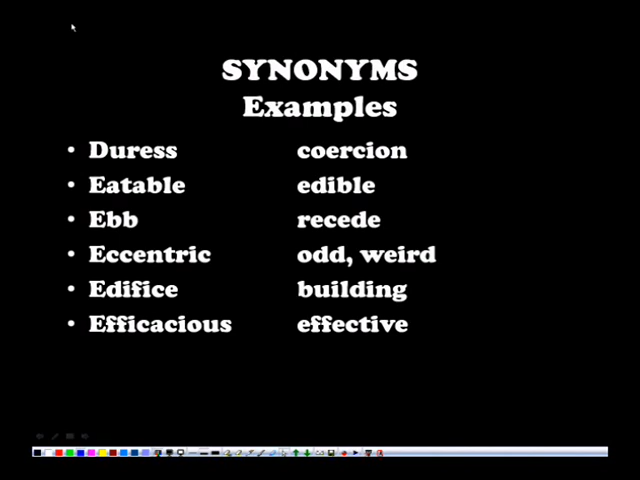 SYNONYMS
Examples
• Duress coercion
• Eatable edible
• Ebb recede
• Eccentric odd, weird
• Edifice building
• Efficacious effective